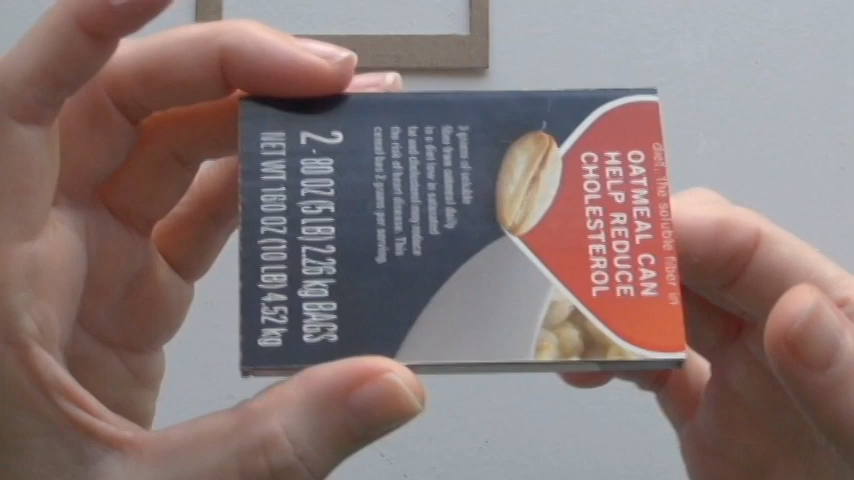 diet. The soluble fiber in
OATMEAL CAN
HELP REDUCE
CHOLESTEROL
3 grams of soluble
fiber from oatmeal daily
in a diet low in saturated
fat and cholesterol may reduce
the risk of heart disease. This
cereal has 2 grams per serving.
2 - 80 OZ (5 LB) 2.26 kg BAGS
NET WT 160 OZ (10 LB) 4.52 kg